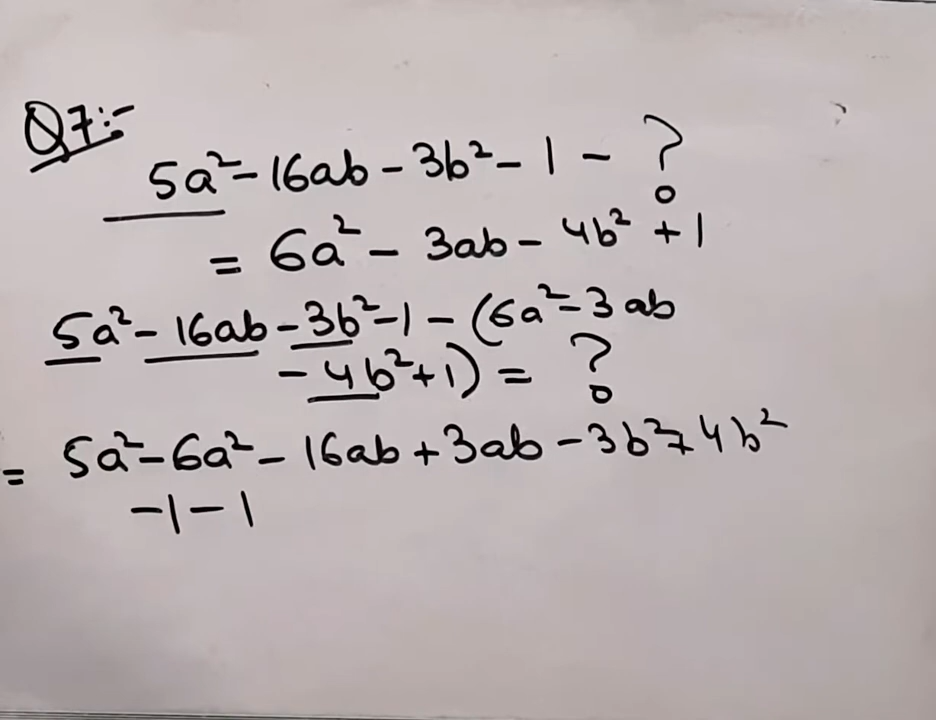 Q7:-
5a² - 16ab - 3b² - 1 - ?
= 6a² - 3ab - 4b² + 1
5a² - 16ab - 3b² - 1 - (6a² - 3ab
- 4b² + 1) = ?
= 5a² - 6a² - 16ab + 3ab - 3b² + 4b²
- 1 - 1